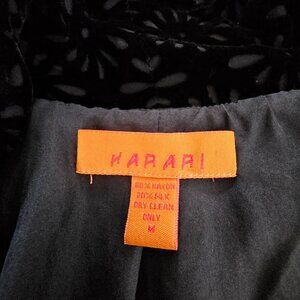 HARARI
80% RAYON
20% SILK
DRY CLEAN
ONLY
M